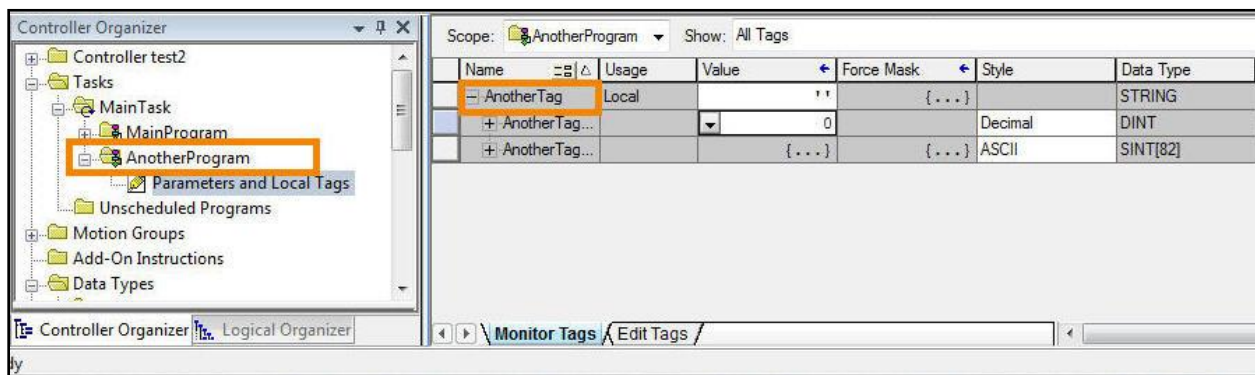 Controller Organizer
Controller test2
Tasks
MainTask
MainProgram
AnotherProgram
Parameters and Local Tags
Unscheduled Programs
Motion Groups
Add-On Instructions
Data Types
Controller Organizer Logical Organizer
Scope: AnotherProgram Show: All Tags
Name Usage Value Force Mask Style Data Type
AnotherTag Local '' {...} STRING
AnotherTag... 0 Decimal DINT
AnotherTag... {...} {...} ASCII SINT[82]
Monitor Tags Edit Tags